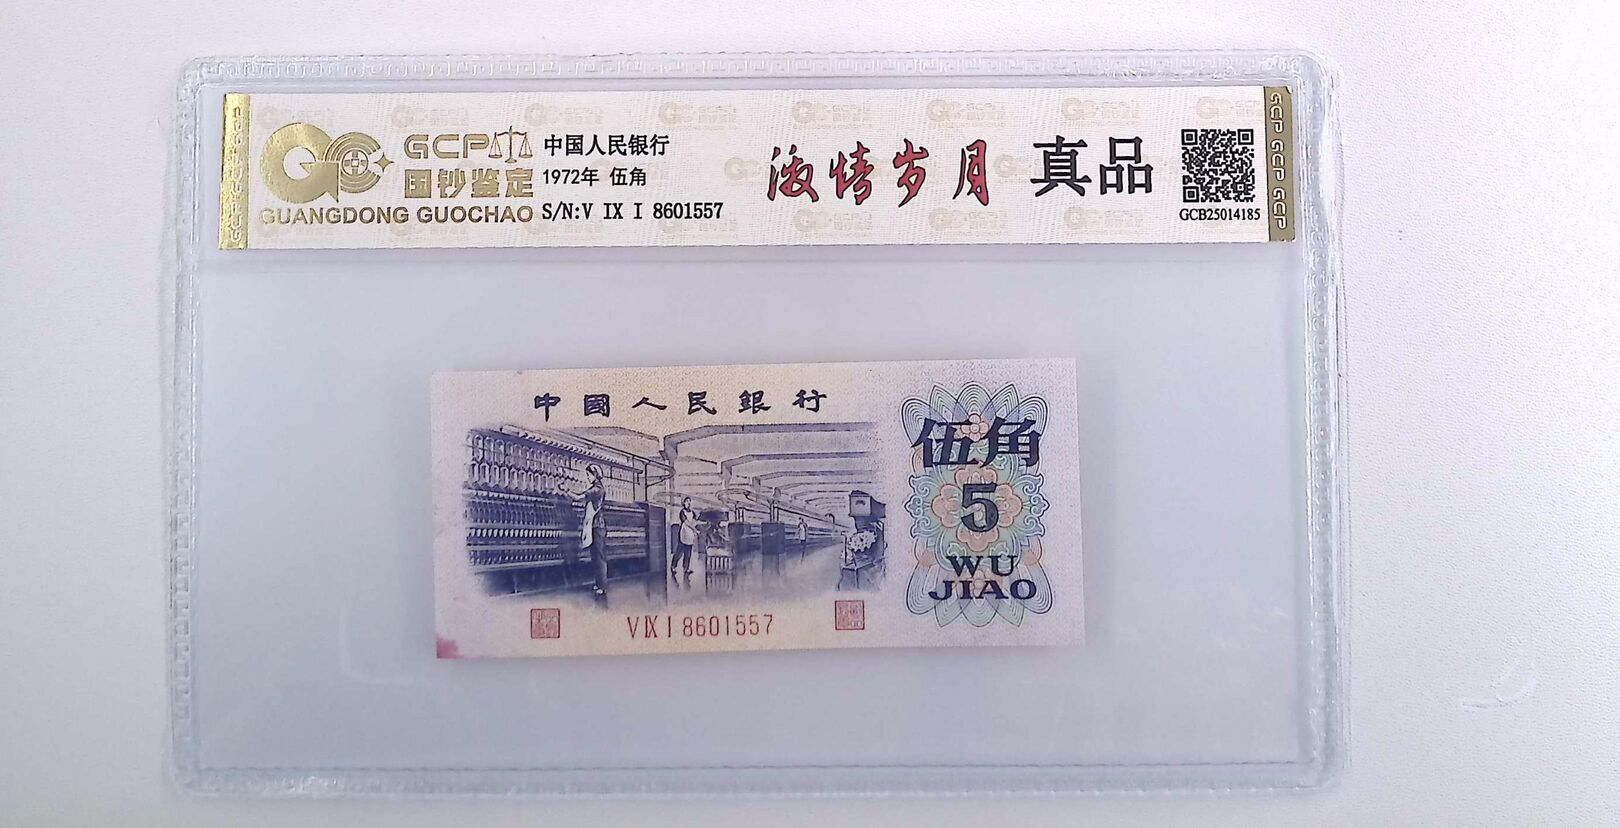 GCP
国钞鉴定
GUANGDONG GUOCHAO
中国人民银行
1972年 伍角
S/N:V IX I 8601557
激情岁月
真品
GCB25014185
GCP GCP GCP
中國人民銀行
伍角
5
WU
JIAO
V IX I 8601557